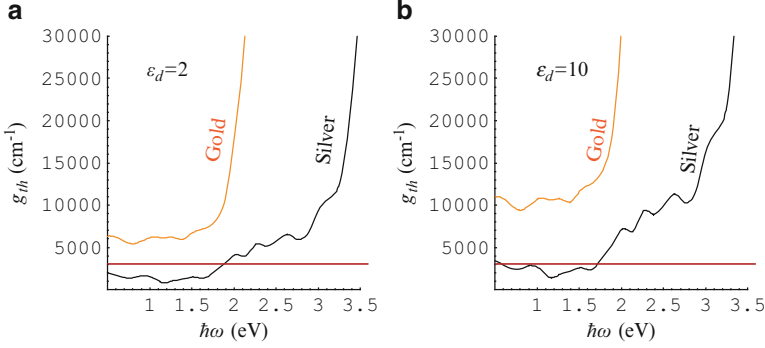 a
b
30000
25000
20000
15000
10000
5000
g_th (cm⁻¹)
ε_d=2
Gold
Silver
1 1.5 2 2.5 3 3.5
ħω (eV)
30000
25000
20000
15000
10000
5000
g_th (cm⁻¹)
ε_d=10
Gold
Silver
1 1.5 2 2.5 3 3.5
ħω (eV)